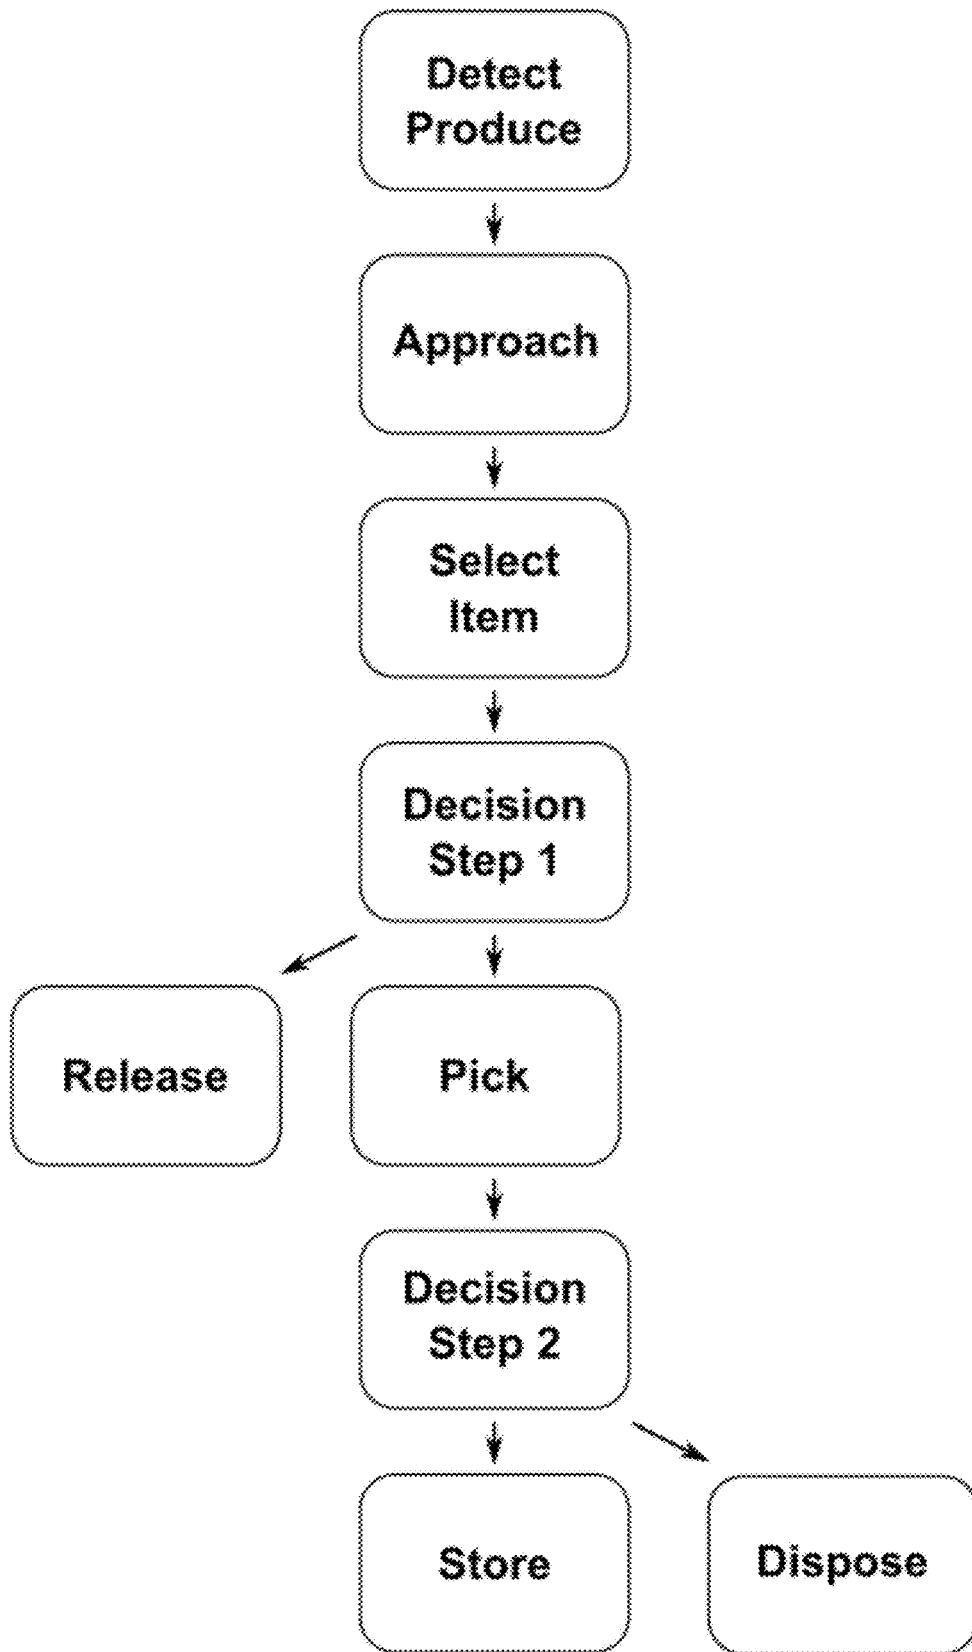 Detect
Produce
Approach
Select
Item
Decision
Step 1
Release
Pick
Decision
Step 2
Store
Dispose